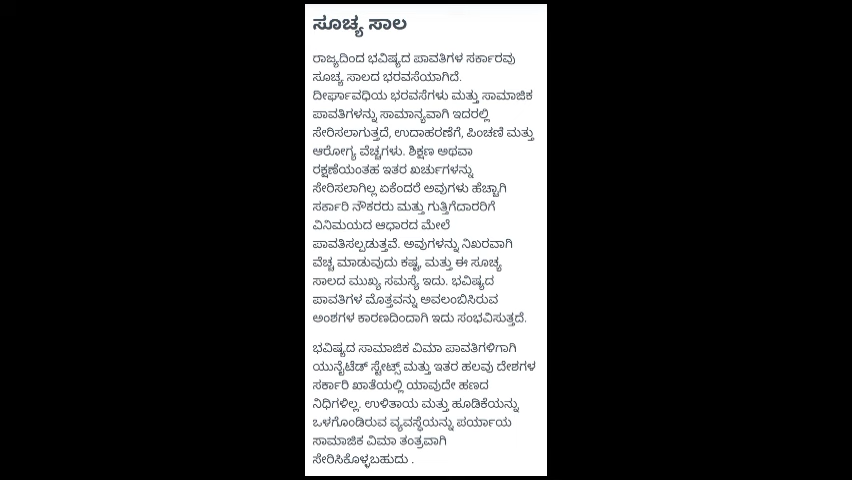 ಸೂಚ್ಯ ಸಾಲ
ರಾಜ್ಯದಿಂದ ಭವಿಷ್ಯದ ಪಾವತಿಗಳ ಸರ್ಕಾರವು
ಸೂಚ್ಯ ಸಾಲದ ಭರವಸೆಯಾಗಿದೆ.
ದೀರ್ಘಾವಧಿಯ ಭರವಸೆಗಳು ಮತ್ತು ಸಾಮಾಜಿಕ
ಪಾವತಿಗಳನ್ನು ಸಾಮಾನ್ಯವಾಗಿ ಇದರಲ್ಲಿ
ಸೇರಿಸಲಾಗುತ್ತದೆ, ಉದಾಹರಣೆಗೆ, ಪಿಂಚಣಿ ಮತ್ತು
ಆರೋಗ್ಯ ವೆಚ್ಚಗಳು. ಶಿಕ್ಷಣ ಅಥವಾ
ರಕ್ಷಣೆಯಂತಹ ಇತರ ಖರ್ಚುಗಳನ್ನು
ಸೇರಿಸಲಾಗಿಲ್ಲ ಏಕೆಂದರೆ ಅವುಗಳು ಹೆಚ್ಚಾಗಿ
ಸರ್ಕಾರಿ ನೌಕರರು ಮತ್ತು ಗುತ್ತಿಗೆದಾರರಿಗೆ
ವಿನಿಮಯದ ಆಧಾರದ ಮೇಲೆ
ಪಾವತಿಸಲ್ಪಡುತ್ತವೆ. ಅವುಗಳನ್ನು ನಿಖರವಾಗಿ
ವೆಚ್ಚ ಮಾಡುವುದು ಕಷ್ಟ, ಮತ್ತು ಈ ಸೂಚ್ಯ
ಸಾಲದ ಮುಖ್ಯ ಸಮಸ್ಯೆ ಇದು. ಭವಿಷ್ಯದ
ಪಾವತಿಗಳ ಮೊತ್ತವನ್ನು ಅವಲಂಬಿಸಿರುವ
ಅಂಶಗಳ ಕಾರಣದಿಂದಾಗಿ ಇದು ಸಂಭವಿಸುತ್ತದೆ.
ಭವಿಷ್ಯದ ಸಾಮಾಜಿಕ ವಿಮಾ ಪಾವತಿಗಳಿಗಾಗಿ
ಯುನೈಟೆಡ್ ಸ್ಟೇಟ್ಸ್ ಮತ್ತು ಇತರ ಹಲವು ದೇಶಗಳ
ಸರ್ಕಾರಿ ಖಾತೆಯಲ್ಲಿ ಯಾವುದೇ ಹಣದ
ನಿಧಿಗಳಿಲ್ಲ. ಉಳಿತಾಯ ಮತ್ತು ಹೂಡಿಕೆಯನ್ನು
ಒಳಗೊಂಡಿರುವ ವ್ಯವಸ್ಥೆಯನ್ನು ಪರ್ಯಾಯ
ಸಾಮಾಜಿಕ ವಿಮಾ ತಂತ್ರವಾಗಿ
ಸೇರಿಸಿಕೊಳ್ಳಬಹುದು .